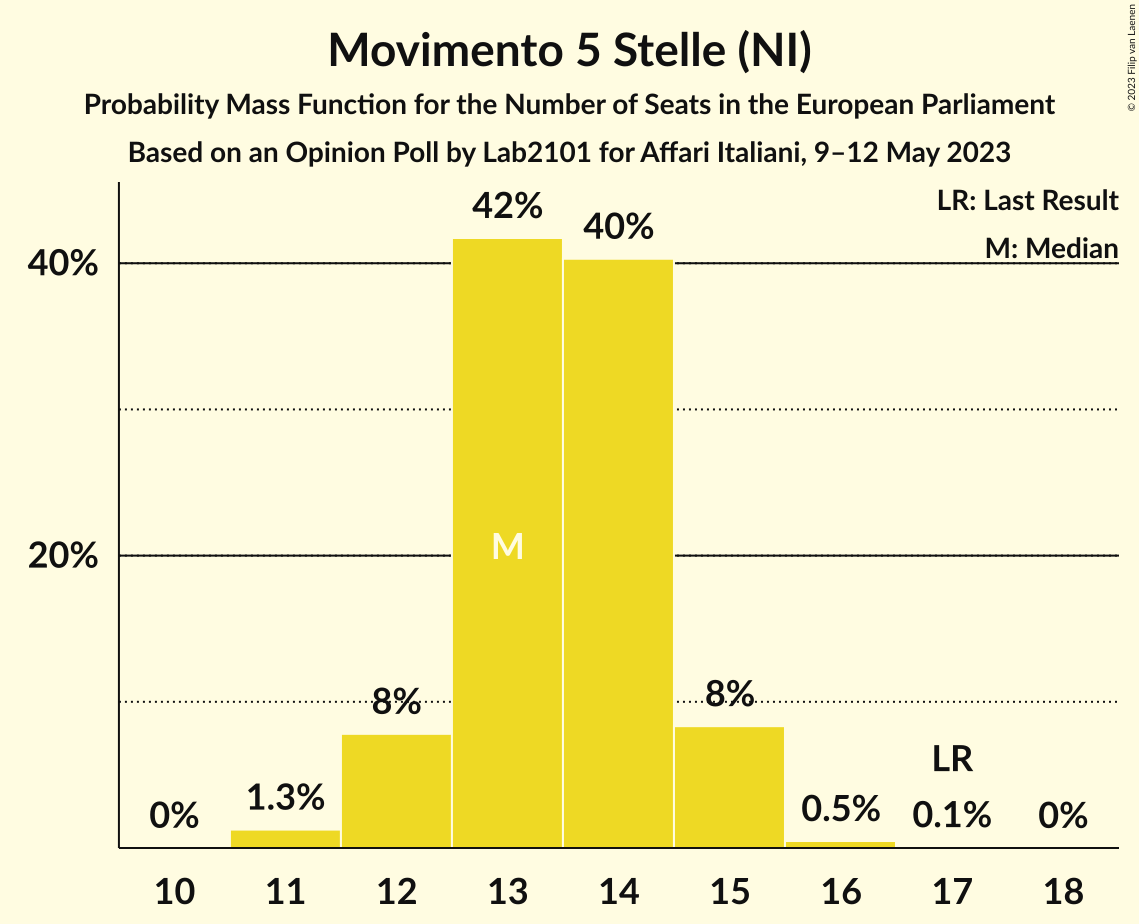 Movimento 5 Stelle (NI)
Probability Mass Function for the Number of Seats in the European Parliament
Based on an Opinion Poll by Lab2101 for Affari Italiani, 9–12 May 2023
© 2023 Filip van Laenen
LR: Last Result
M: Median
42%
40%
40%
M
20%
8%
8%
LR
0%
1.3%
0.5%
0.1%
0%
10 11 12 13 14 15 16 17 18